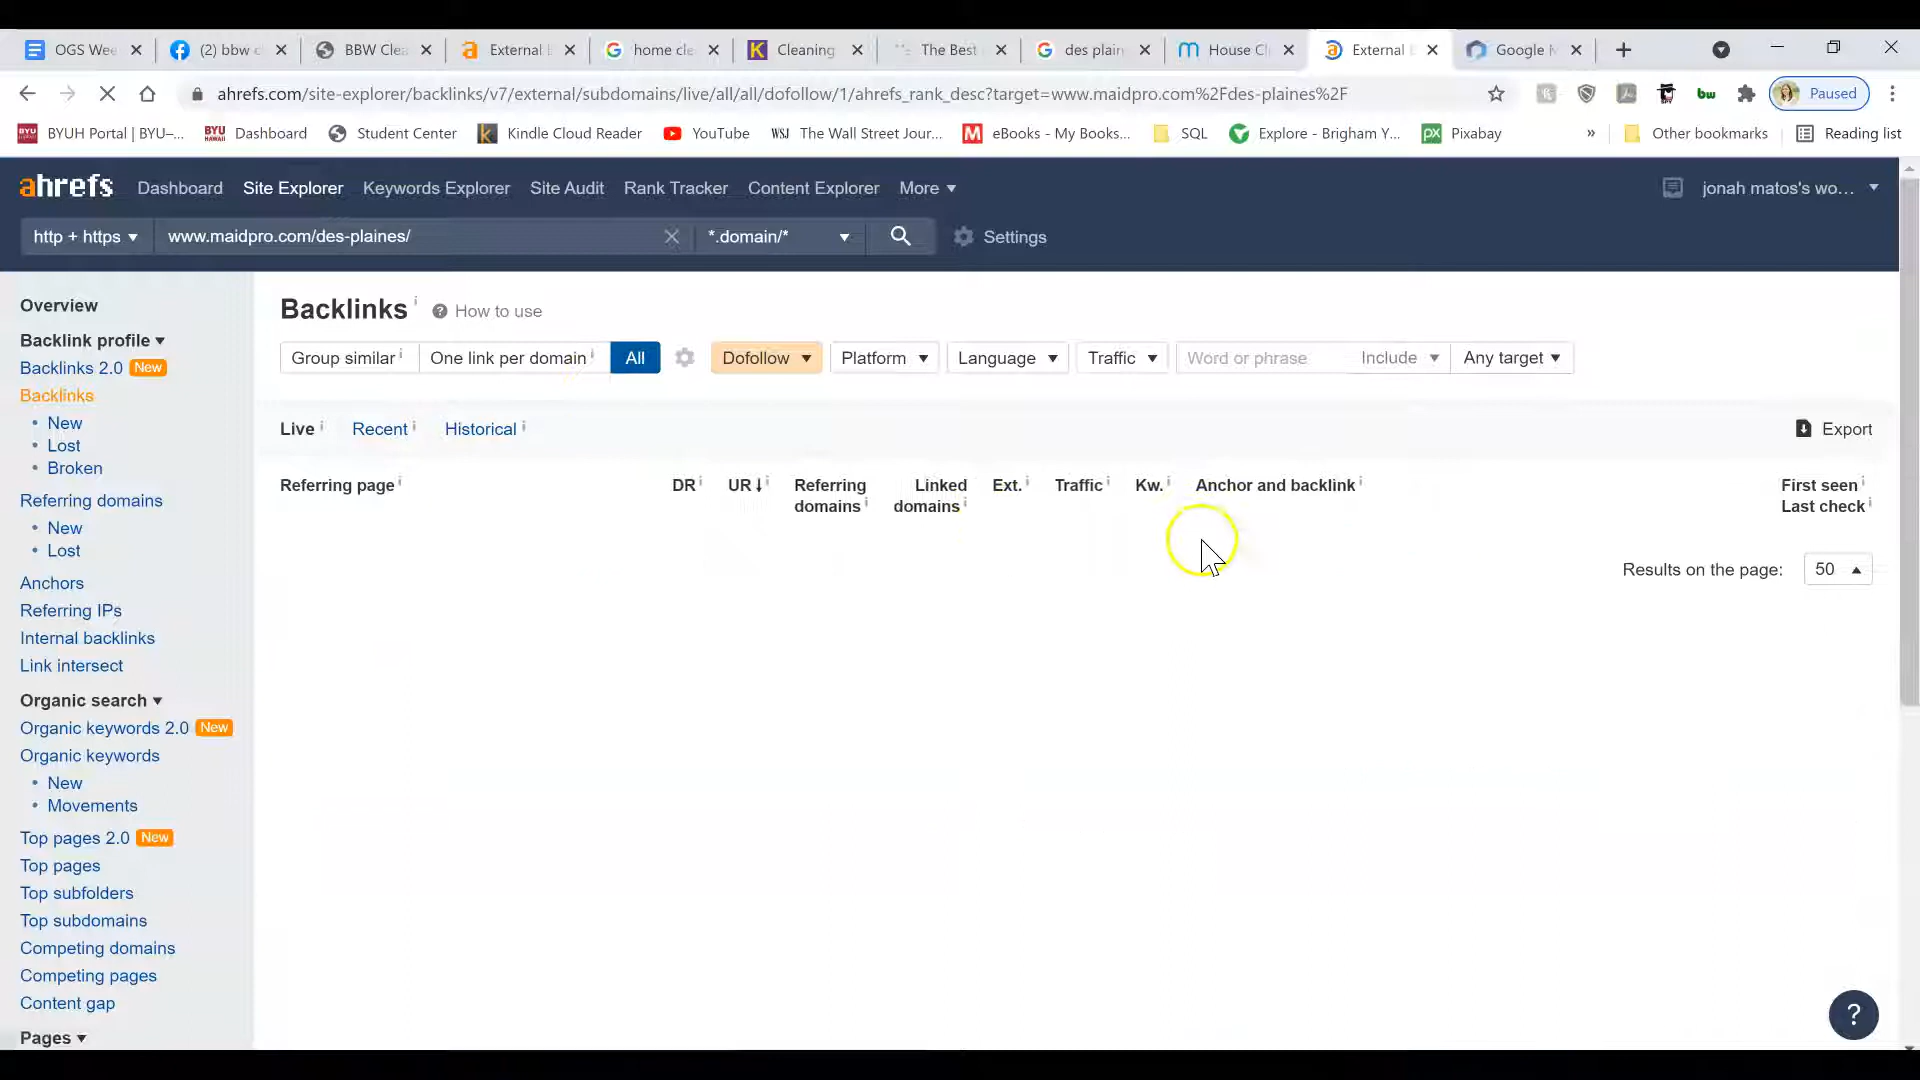 OGS Wee
(2) bbw c
BBW Clea
External
home cle
Cleaning
The Best
des plain
House Cl
External
Google
ahrefs.com/site-explorer/backlinks/v7/external/subdomains/live/all/all/dofollow/1/ahrefs_rank_desc?target=www.maidpro.com%2Fdes-plaines%2F
Paused
BYUH Portal | BYU–...
Dashboard
Student Center
Kindle Cloud Reader
YouTube
WSJ The Wall Street Jour...
eBooks - My Books...
SQL
Explore - Brigham Y...
Pixabay
»
Other bookmarks
Reading list
ahrefs
Dashboard
Site Explorer
Keywords Explorer
Site Audit
Rank Tracker
Content Explorer
More
jonah matos's wo...
http + https
www.maidpro.com/des-plaines/
*.domain/*
Settings
Overview
Backlink profile
Backlinks 2.0 New
Backlinks
• New
• Lost
• Broken
Referring domains
• New
• Lost
Anchors
Referring IPs
Internal backlinks
Link intersect
Organic search
Organic keywords 2.0 New
Organic keywords
• New
• Movements
Top pages 2.0 New
Top pages
Top subfolders
Top subdomains
Competing domains
Competing pages
Content gap
Pages
Backlinks
How to use
Group similar
One link per domain
All
Dofollow
Platform
Language
Traffic
Word or phrase
Include
Any target
Live
Recent
Historical
Export
Referring page
DR
UR
Referring
domains
Linked
domains
Ext.
Traffic
Kw.
Anchor and backlink
First seen
Last check
Results on the page:
50
?